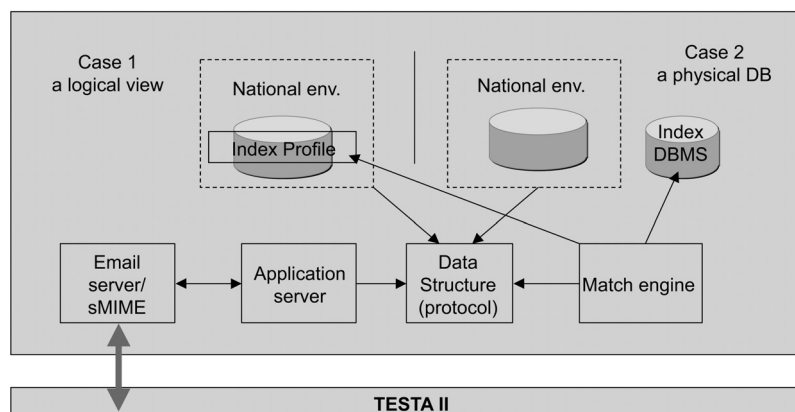 Case 1
a logical view
National env.
Index Profile
National env.
Case 2
a physical DB
Index
DBMS
Email
server/
sMIME
Application
server
Data
Structure
(protocol)
Match engine
TESTA II